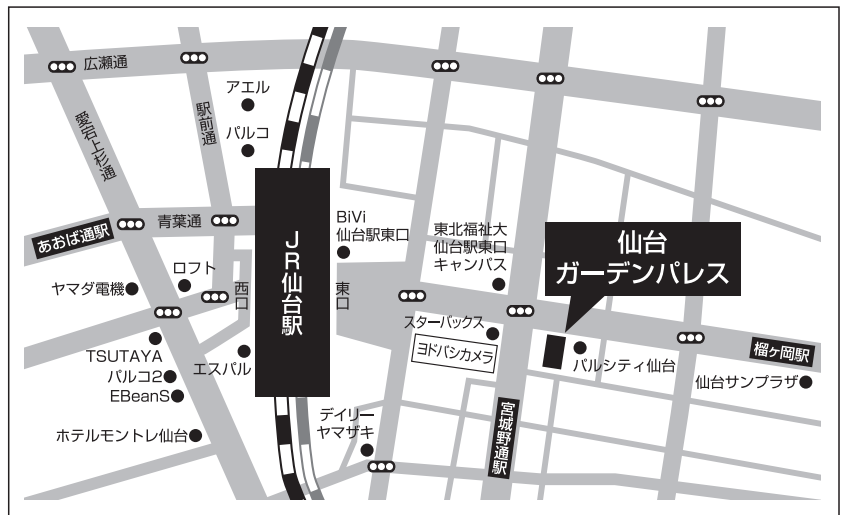 広瀬通
アエル
パルコ
駅前通
愛宕上杉通
青葉通
あおば通駅
ヤマダ電機
ロフト
西口
JR仙台駅
東口
BiVi
仙台駅東口
東北福祉大
仙台駅東口
キャンパス
仙台
ガーデンパレス
スターバックス
ヨドバシカメラ
パルシティ仙台
榴ヶ岡駅
仙台サンプラザ
宮城野通駅
TSUTAYA
パルコ2
EBeanS
エスパル
ホテルモントレ仙台
デイリー
ヤマザキ